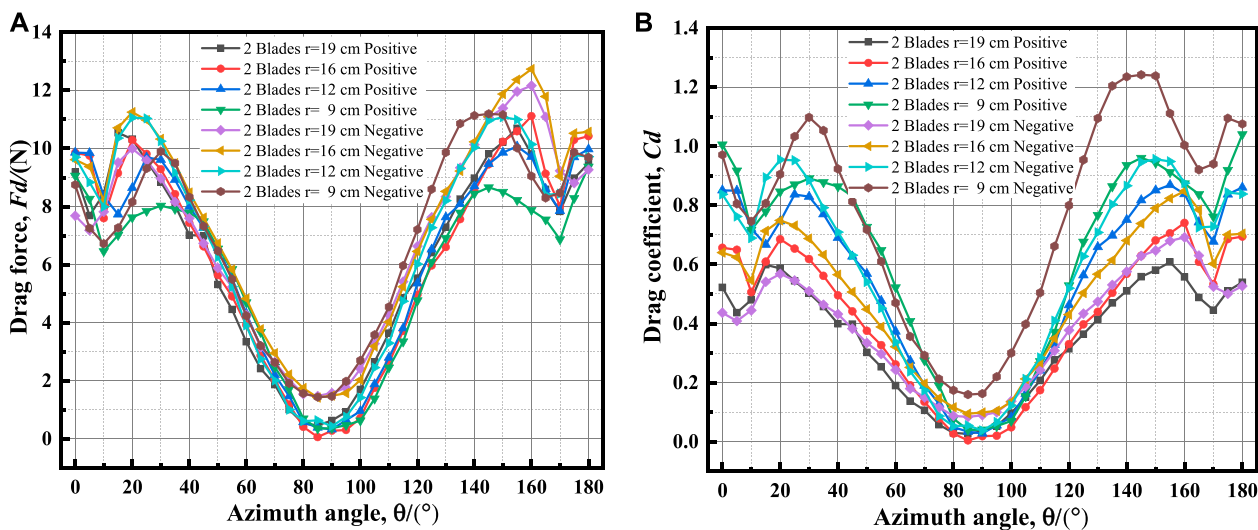 A
14
12
10
8
6
4
2
0
Drag force, Fd/(N)
2 Blades r=19 cm Positive
2 Blades r=16 cm Positive
2 Blades r=12 cm Positive
2 Blades r= 9 cm Positive
2 Blades r=19 cm Negative
2 Blades r=16 cm Negative
2 Blades r=12 cm Negative
2 Blades r= 9 cm Negative
0 20 40 60 80 100 120 140 160 180
Azimuth angle, θ/(°)
B
1.4
1.2
1.0
0.8
0.6
0.4
0.2
0.0
Drag coefficient, Cd
2 Blades r=19 cm Positive
2 Blades r=16 cm Positive
2 Blades r=12 cm Positive
2 Blades r= 9 cm Positive
2 Blades r=19 cm Negative
2 Blades r=16 cm Negative
2 Blades r=12 cm Negative
2 Blades r= 9 cm Negative
0 20 40 60 80 100 120 140 160 180
Azimuth angle, θ/(°)